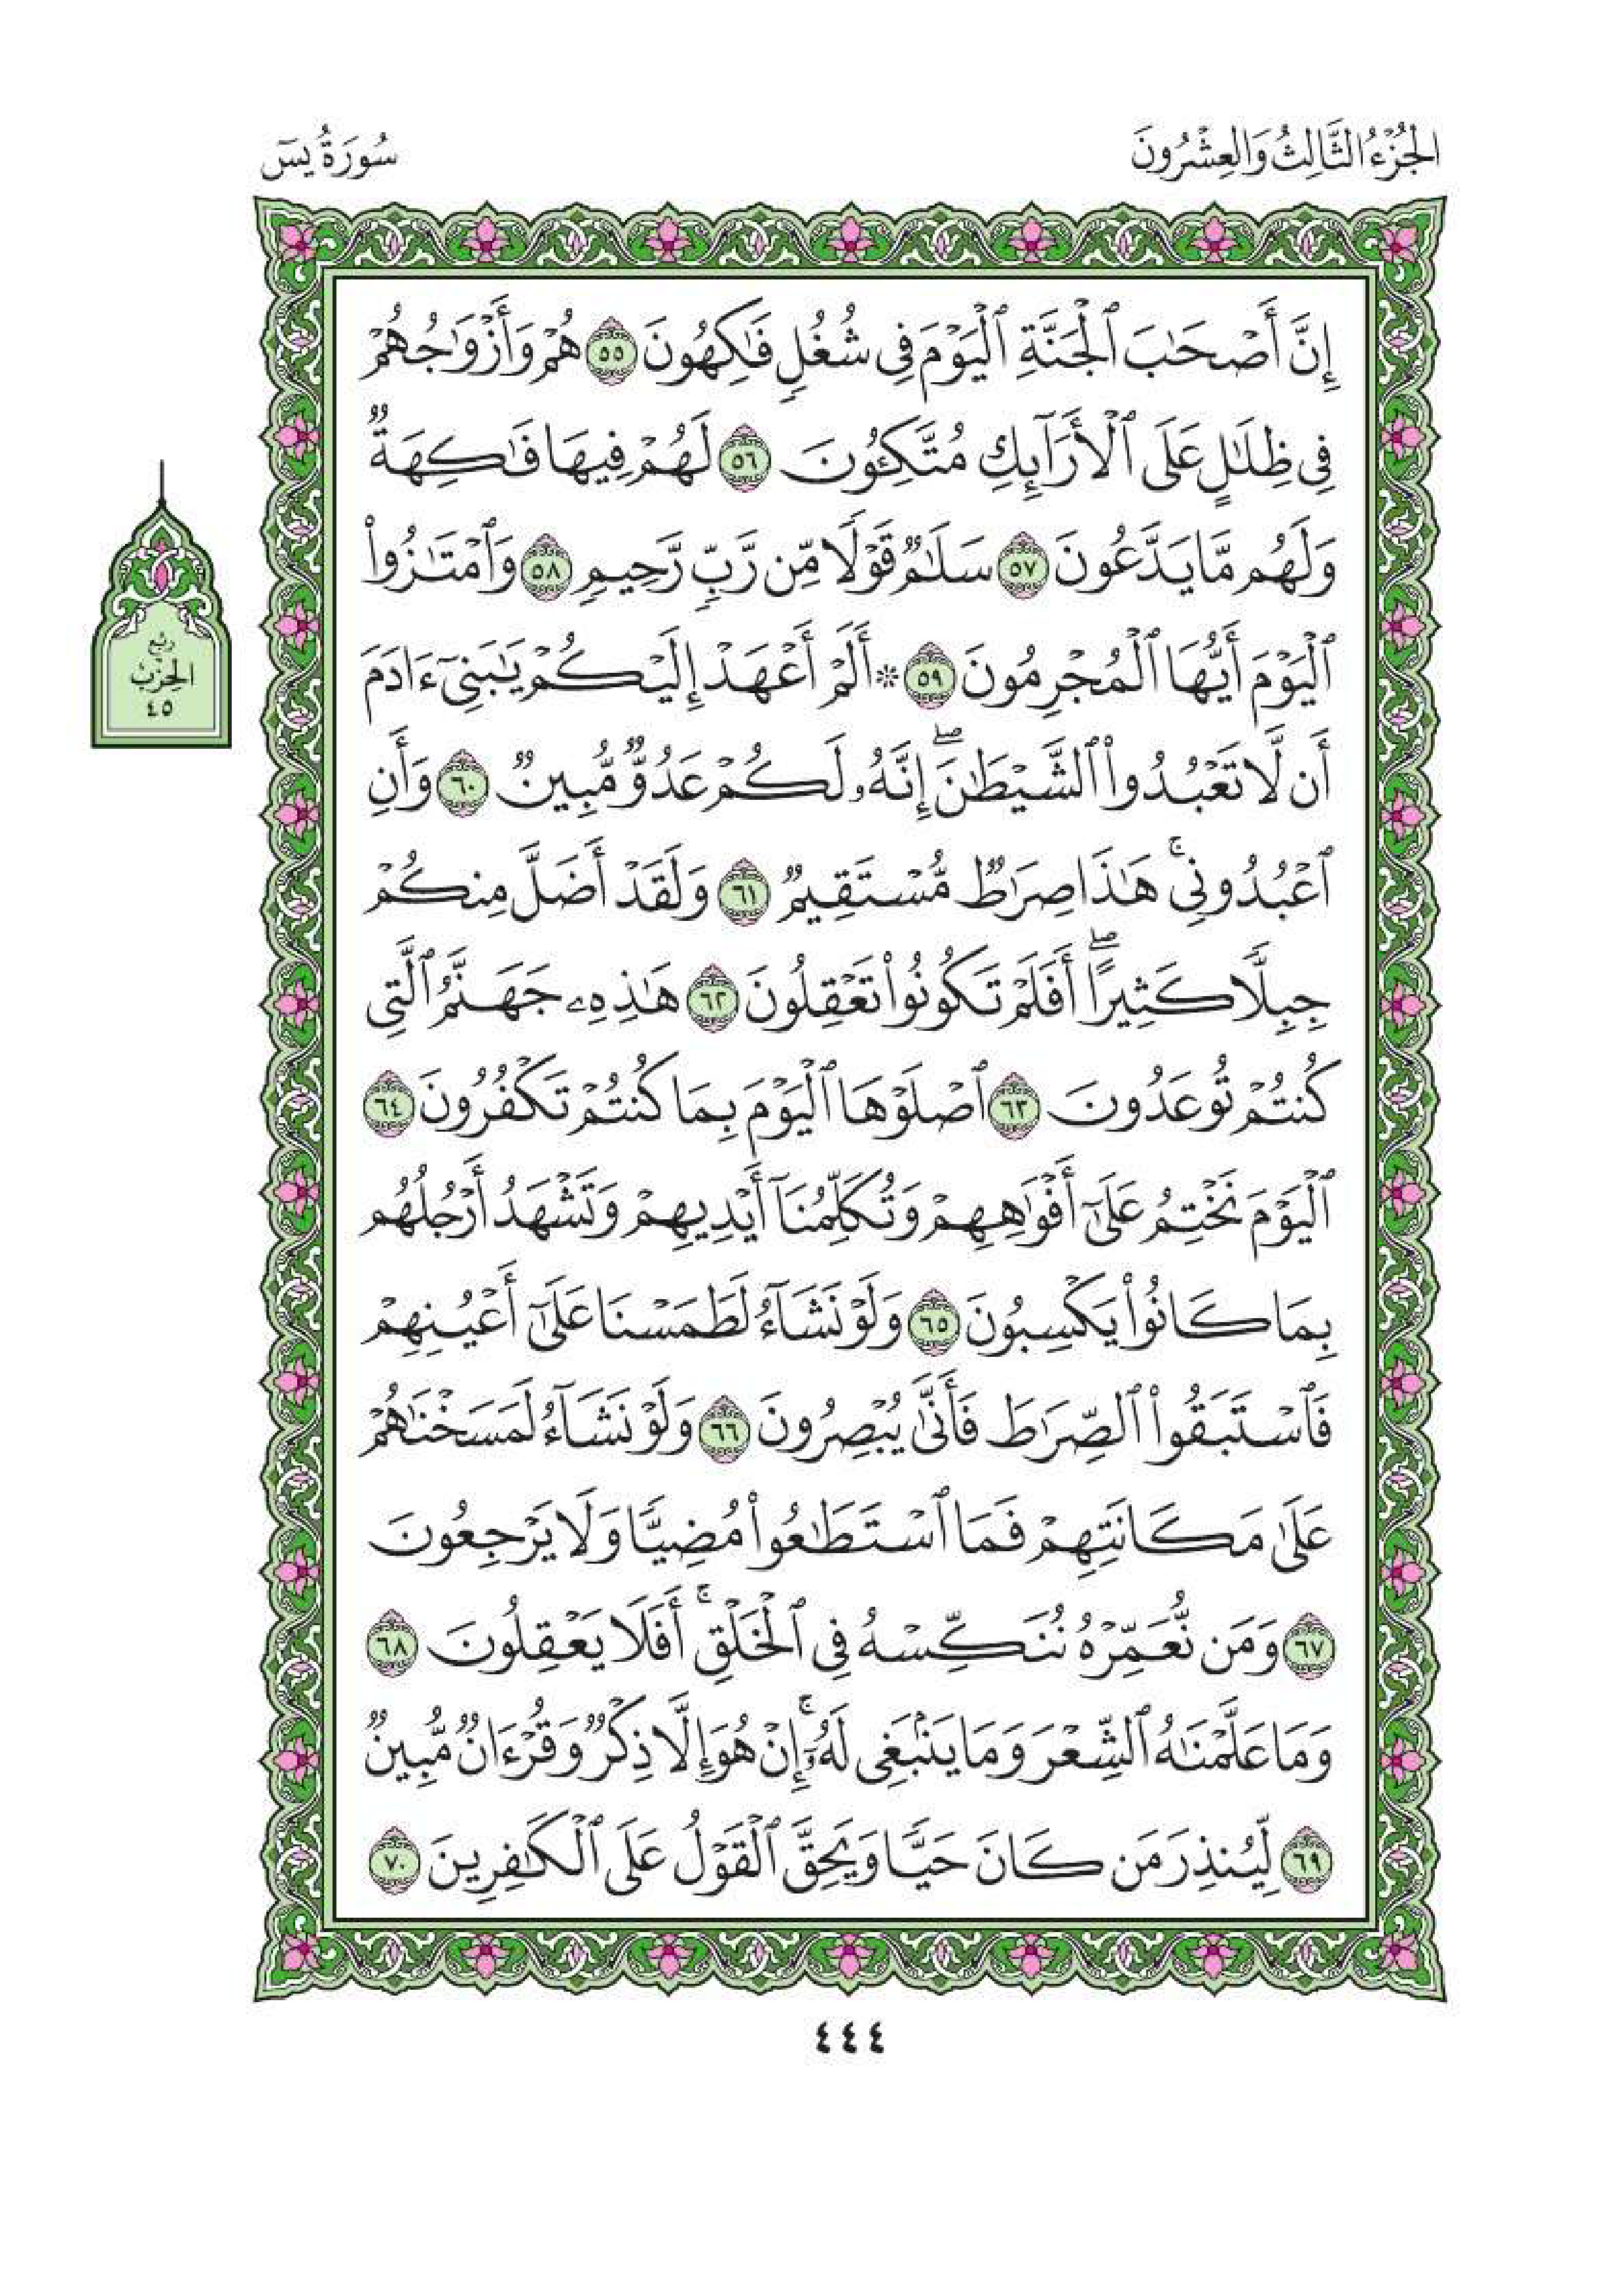 الجُزْءُ الثَّالِثُ وَالعِشْرُونَ
سُورَةُ يسٓ
إِنَّ أَصْحَٰبَ ٱلْجَنَّةِ ٱلْيَوْمَ فِى شُغُلٍ فَٰكِهُونَ ٥٥ هُمْ وَأَزْوَٰجُهُمْ
فِى ظِلَٰلٍ عَلَى ٱلْأَرَآئِكِ مُتَّكِـُٔونَ ٥٦ لَهُمْ فِيهَا فَٰكِهَةٌ
وَلَهُم مَّا يَدَّعُونَ ٥٧ سَلَٰمٌ قَوْلًا مِّن رَّبٍّ رَّحِيمٍ ٥٨ وَٱمْتَٰزُوا۟
ٱلْيَوْمَ أَيُّهَا ٱلْمُجْرِمُونَ ٥٩ * أَلَمْ أَعْهَدْ إِلَيْكُمْ يَٰبَنِىٓ ءَادَمَ
أَن لَّا تَعْبُدُوا۟ ٱلشَّيْطَٰنَ ۖ إِنَّهُۥ لَكُمْ عَدُوٌّ مُّبِينٌ ٦٠ وَأَنِ
ٱعْبُدُونِى ۚ هَٰذَا صِرَٰطٌ مُّسْتَقِيمٌ ٦١ وَلَقَدْ أَضَلَّ مِنكُمْ
جِبِلًّا كَثِيرًا ۖ أَفَلَمْ تَكُونُوا۟ تَعْقِلُونَ ٦٢ هَٰذِهِۦ جَهَنَّمُ ٱلَّتِى
كُنتُمْ تُوعَدُونَ ٦٣ ٱصْلَوْهَا ٱلْيَوْمَ بِمَا كُنتُمْ تَكْفُرُونَ ٦٤
ٱلْيَوْمَ نَخْتِمُ عَلَىٰٓ أَفْوَٰهِهِمْ وَتُكَلِّمُنَآ أَيْدِيهِمْ وَتَشْهَدُ أَرْجُلُهُم
بِمَا كَانُوا۟ يَكْسِبُونَ ٦٥ وَلَوْ نَشَآءُ لَطَمَسْنَا عَلَىٰٓ أَعْيُنِهِمْ
فَٱسْتَبَقُوا۟ ٱلصِّرَٰطَ فَأَنَّىٰ يُبْصِرُونَ ٦٦ وَلَوْ نَشَآءُ لَمَسَخْنَٰهُمْ
عَلَىٰ مَكَانَتِهِمْ فَمَا ٱسْتَطَٰعُوا۟ مُضِيًّا وَلَا يَرْجِعُونَ
٦٧ وَمَن نُّعَمِّرْهُ نُنَكِّسْهُ فِى ٱلْخَلْقِ ۚ أَفَلَا يَعْقِلُونَ ٦٨
وَمَا عَلَّمْنَٰهُ ٱلشِّعْرَ وَمَا يَنۢبَغِى لَهُۥٓ ۚ إِنْ هُوَ إِلَّا ذِكْرٌ وَقُرْءَانٌ مُّبِينٌ
٦٩ لِّيُنذِرَ مَن كَانَ حَيًّا وَيَحِقَّ ٱلْقَوْلُ عَلَى ٱلْكَٰفِرِينَ ٧٠
رُبْع
الحِزْبْ
٤٥
٤٤٤